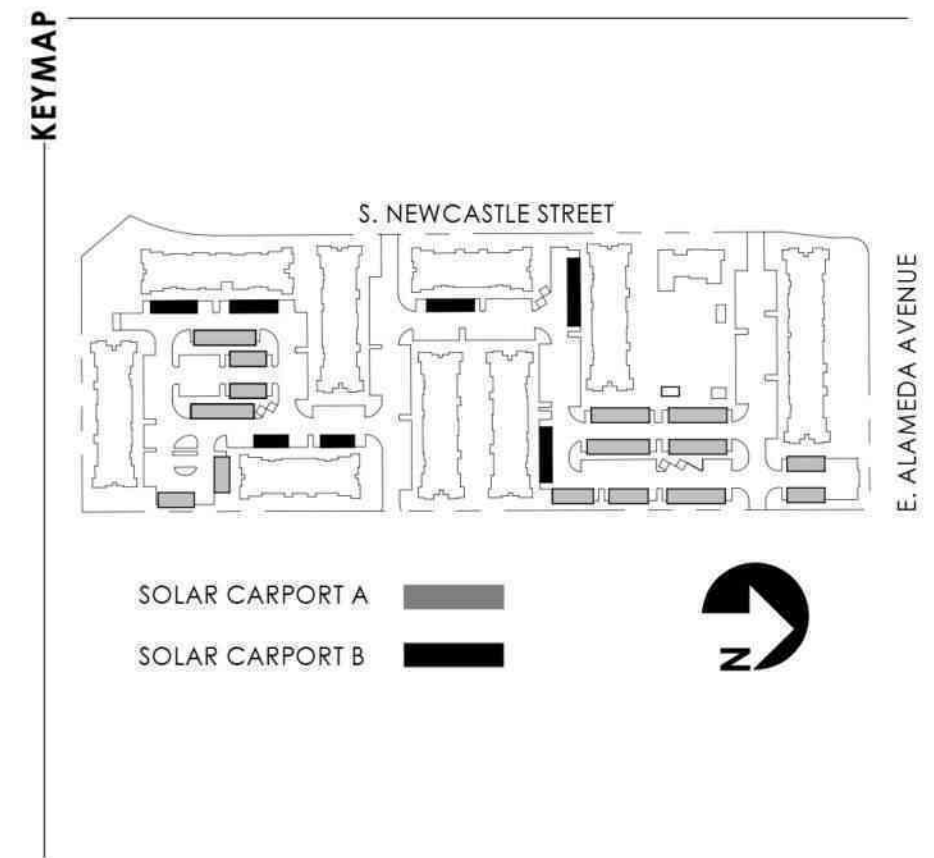 KEYMAP
S. NEWCASTLE STREET
E. ALAMEDA AVENUE
SOLAR CARPORT A
SOLAR CARPORT B
N